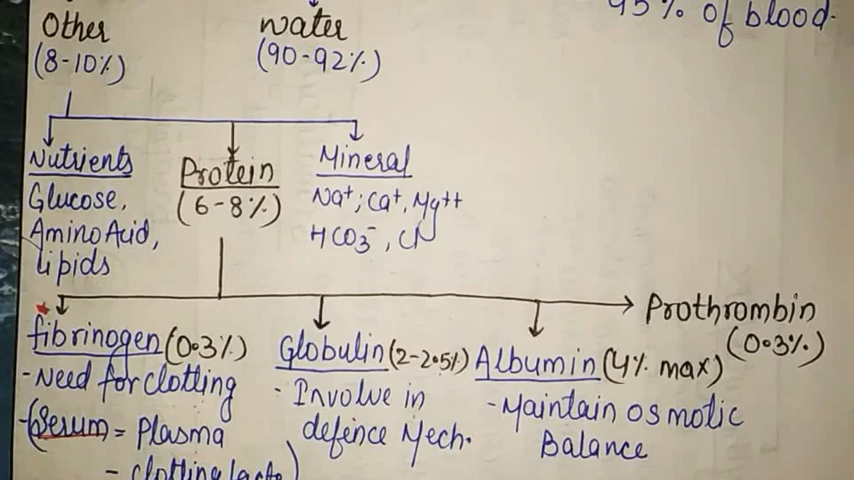 95% of blood.
Other
(8-10%)
water
(90-92%)
Nutrients
Glucose,
Amino Acid,
Lipids
Protein
(6-8%)
Mineral
Na+; Ca+, Mg++
HCO3-, Cl-
Prothrombin
(0.3%)
fibrinogen (0.3%)
- Need for clotting
- (Serum = Plasma
- clotting
Globulin (2-2.5%)
- Involve in
defence Mech.
Albumin (4% max)
- Maintain osmotic
Balance